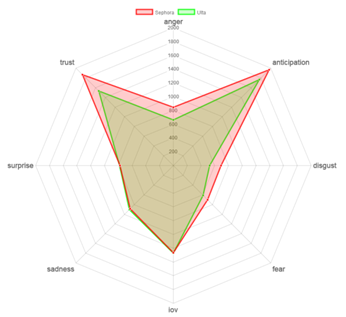 Sephora Ulta
anger
2000
1800
trust
anticipation
1600
1400
1200
1000
800
600
400
200
surprise
disgust
sadness
fear
joy